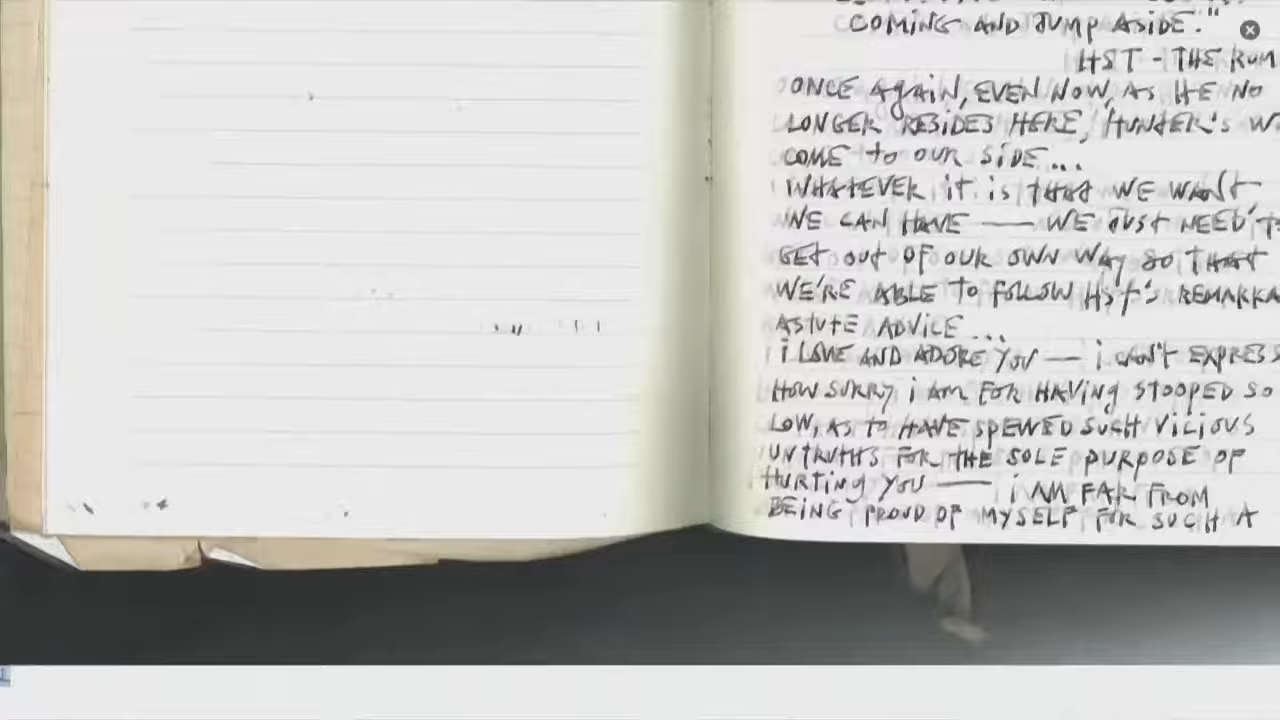 COMING AND JUMP ASIDE."
HST - THE RUM
ONCE AGAIN, EVEN NOW, AS HE NO
LONGER RESIDES HERE, HUNTER'S W
COME TO OUR SIDE...
WHATEVER IT IS THAT WE WANT,
WE CAN HAVE — WE JUST NEED TO
GET OUT OF OUR OWN WAY SO THAT
WE'RE ABLE TO FOLLOW HST'S REMARKA
ASTUTE ADVICE...
I LOVE AND ADORE YOU — I CAN'T EXPRESS
HOW SORRY I AM FOR HAVING STOOPED SO
LOW, AS TO HAVE SPEWED SUCH VICIOUS
UNTRUTHS FOR THE SOLE PURPOSE OF
HURTING YOU — I AM FAR FROM
BEING PROUD OF MYSELF FOR SUCH A